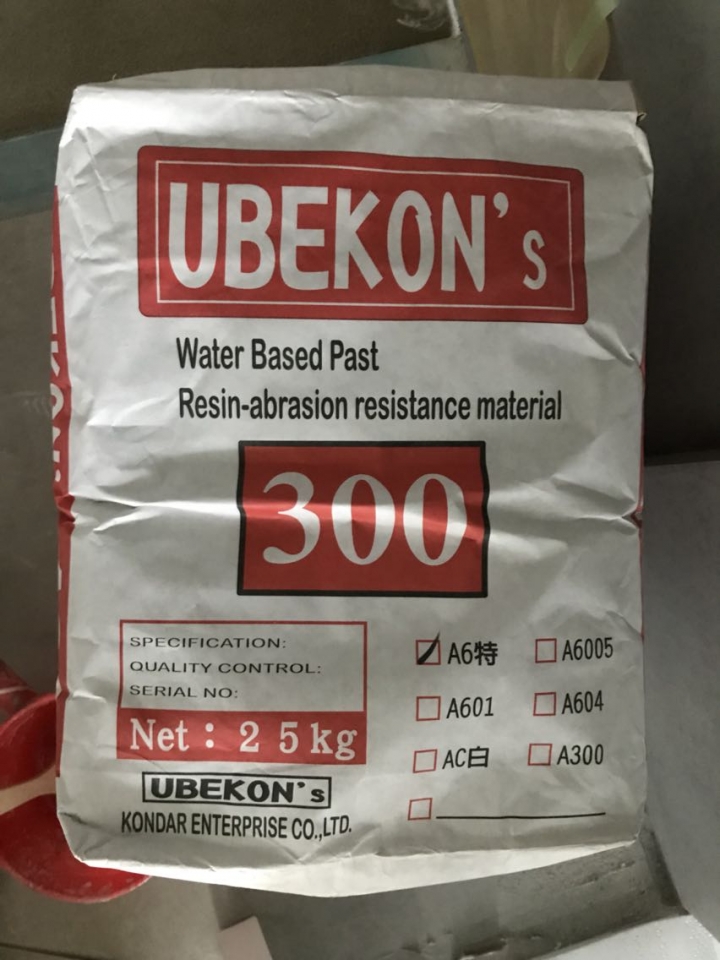 UBEKON's
Water Based Past
Resin-abrasion resistance material
300
SPECIFICATION:
QUALITY CONTROL:
SERIAL NO:
Net：25kg
UBEKON's
KONDAR ENTERPRISE CO.,LTD.
A6特 A6005
A601 A604
AC白 A300